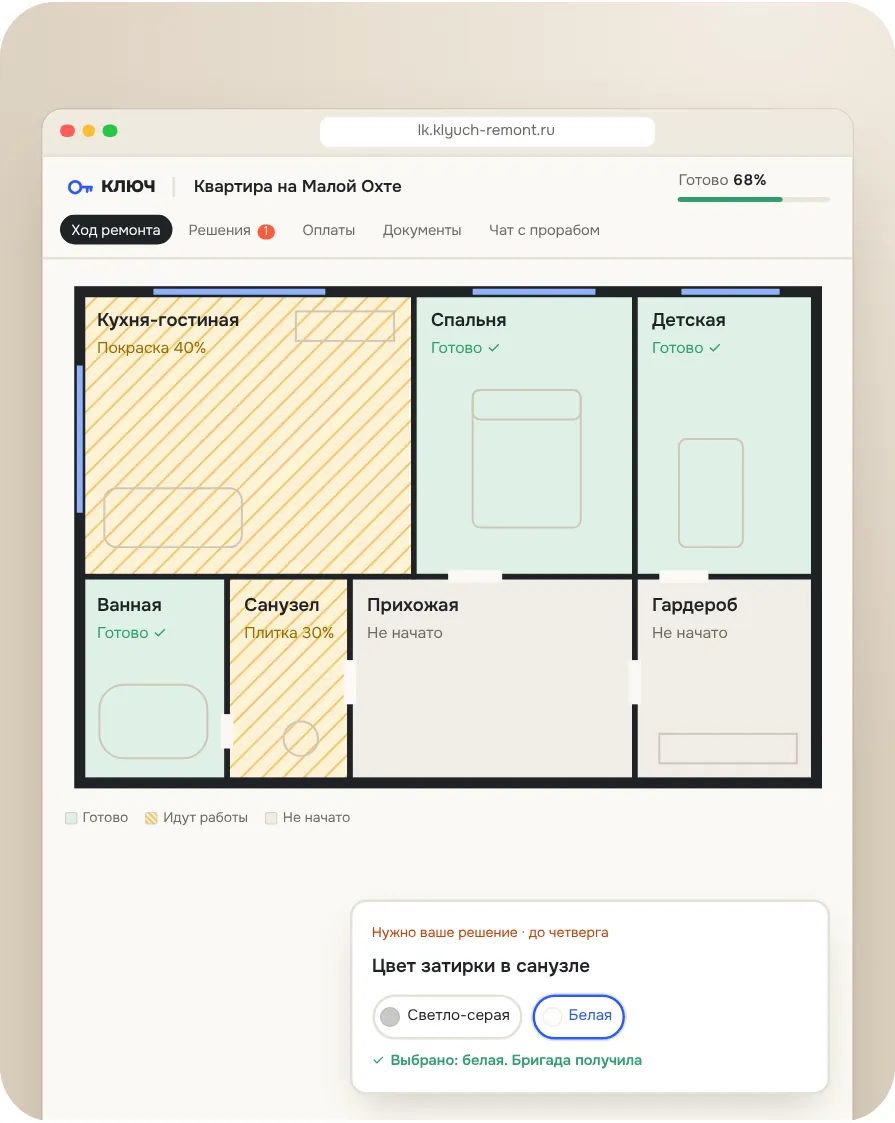 lk.klyuch-remont.ru
КЛЮЧ
Квартира на Малой Охте
Готово 68%
Ход ремонта
Решения 1
Оплаты
Документы
Чат с прорабом
Кухня-гостиная
Покраска 40%
Спальня
Готово ✓
Детская
Готово ✓
Ванная
Готово ✓
Санузел
Плитка 30%
Прихожая
Не начато
Гардероб
Не начато
Готово
Идут работы
Не начато
Нужно ваше решение · до четверга
Цвет затирки в санузле
Светло-серая
Белая
✓ Выбрано: белая. Бригада получила